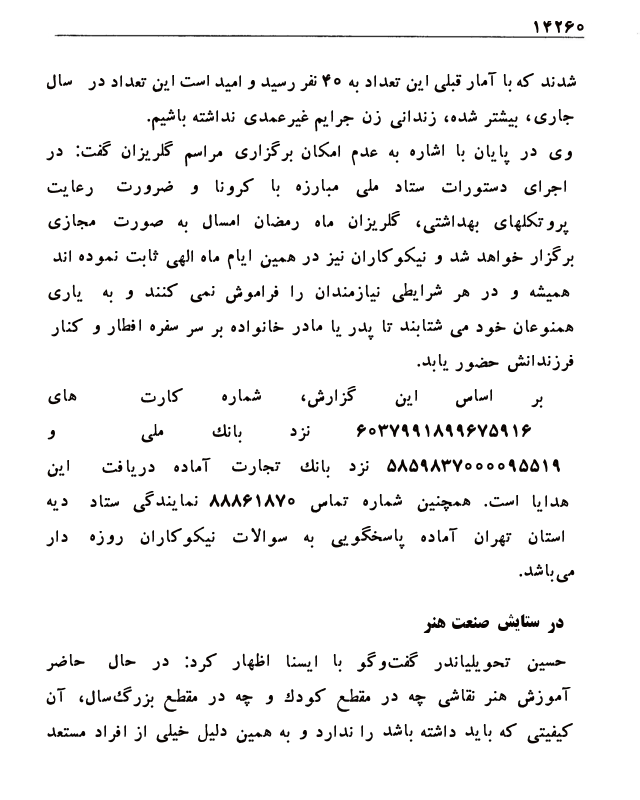 ۱۴۲۶۰
شدند که با آمار قبلی این تعداد به ۴۰ نفر رسید و امید است این تعداد در سال
جاری، بیشتر شده، زندانی زن جرایم غیرعمدی نداشته باشیم.
وی در پایان با اشاره به عدم امکان برگزاری مراسم گلریزان گفت: در
اجرای دستورات ستاد ملی مبارزه با کرونا و ضرورت رعایت
پروتکلهای بهداشتی، گلریزان ماه رمضان امسال به صورت مجازی
برگزار خواهد شد و نیکوکاران نیز در همین ایام ماه الهی ثابت نموده اند
همیشه و در هر شرایطی نیازمندان را فراموش نمی کنند و به یاری
همنوعان خود می شتابند تا پدر یا مادر خانواده بر سر سفره افطار و کنار
فرزندانش حضور یابد.
بر اساس این گزارش، شماره کارت های
۶۰۳۷۹۹۱۸۹۹۶۷۵۹۱۶ نزد بانک ملی و
۵۸۵۹۸۳۷۰۰۰۰۹۵۵۱۹ نزد بانک تجارت آماده دریافت این
هدایا است. همچنین شماره تماس ۸۸۸۶۱۸۷۰ نمایندگی ستاد دیه
استان تهران آماده پاسخگویی به سوالات نیکوکاران روزه دار
می‌باشد.
در ستایش صنعت هنر
حسین تحویلیاندر گفت‌وگو با ایسنا اظهار کرد: در حال حاضر
آموزش هنر نقاشی چه در مقطع کودک و چه در مقطع بزرگ‌سال، آن
کیفیتی که باید داشته باشد را ندارد و به همین دلیل خیلی از افراد مستعد